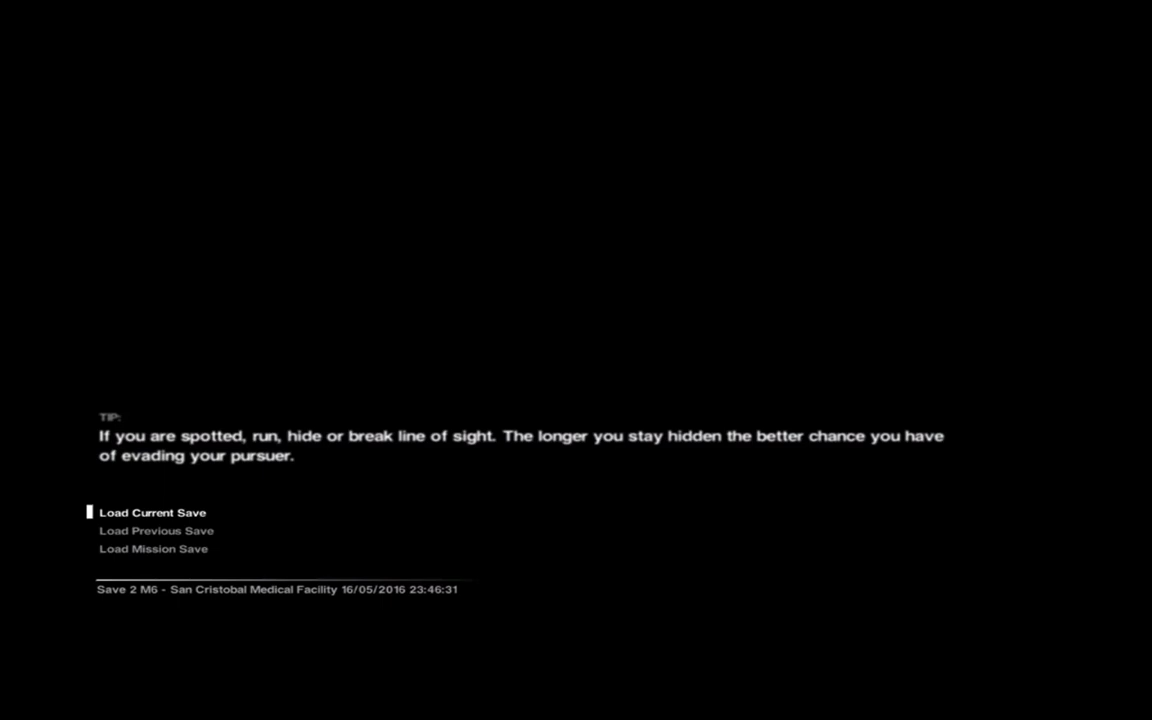 TIP:
If you are spotted, run, hide or break line of sight. The longer you stay hidden the better chance you have
of evading your pursuer.
Load Current Save
Load Previous Save
Load Mission Save
Save 2 M6 - San Cristobal Medical Facility 16/05/2016 23:46:31